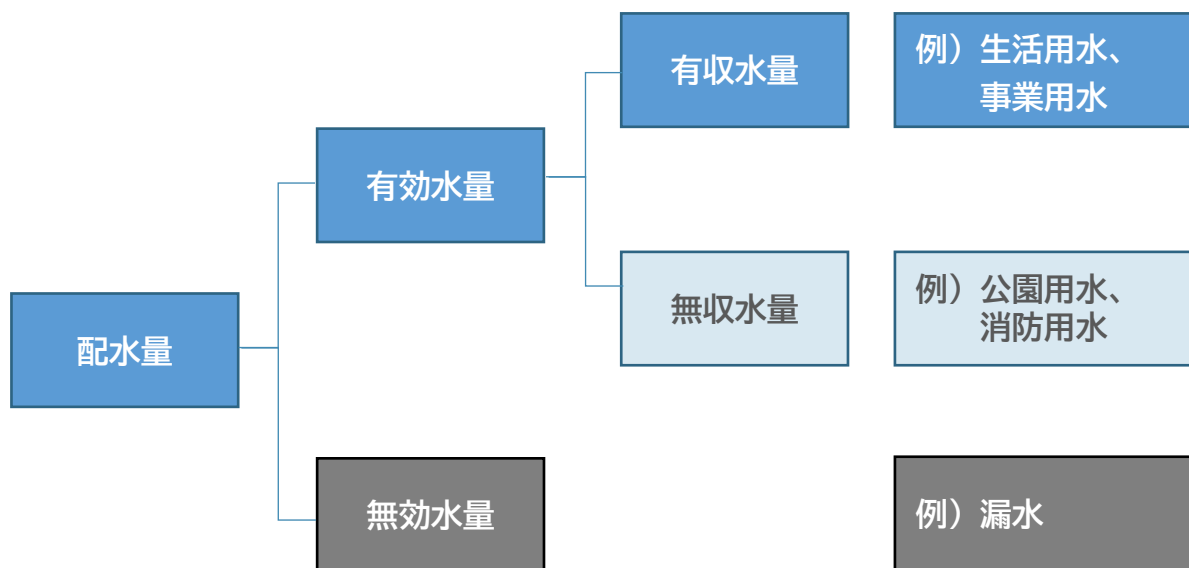 有収水量
例）生活用水、
事業用水
有効水量
無収水量
例）公園用水、
消防用水
配水量
無効水量
例）漏水